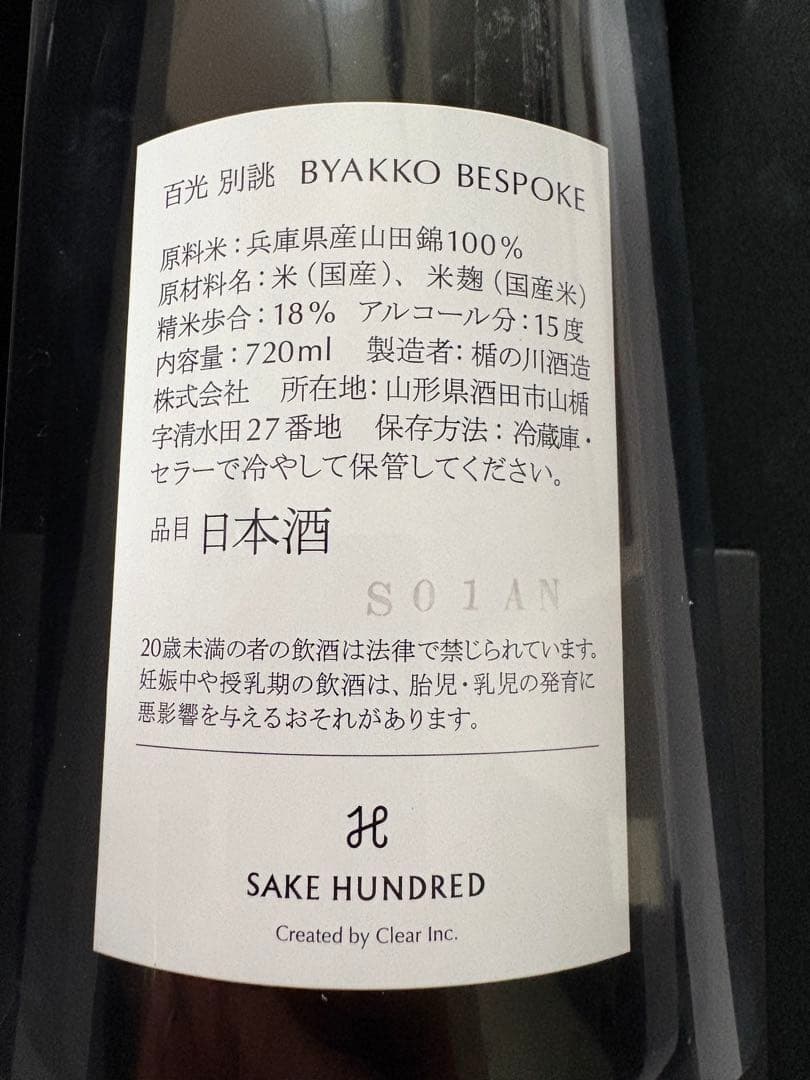 百光 別誂 BYAKKO BESPOKE
原料米：兵庫県産山田錦100%
原材料名：米（国産）、米麹（国産米）
精米歩合：18% アルコール分：15度
内容量：720ml 製造者：楯の川酒造
株式会社 所在地：山形県酒田市山楯
字清水田27番地 保存方法：冷蔵庫・
セラーで冷やして保管してください。
品目 日本酒
S01AN
20歳未満の者の飲酒は法律で禁じられています。
妊娠中や授乳期の飲酒は、胎児・乳児の発育に
悪影響を与えるおそれがあります。
SAKE HUNDRED
Created by Clear Inc.